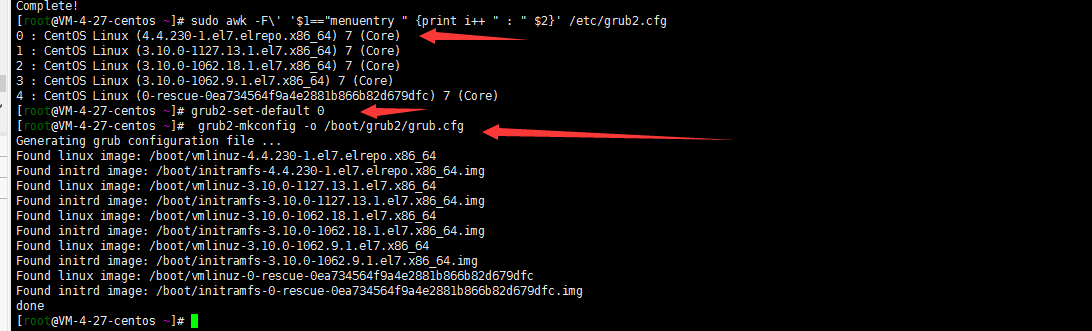 Complete!
[root@VM-4-27-centos ~]# sudo awk -F\' '$1=="menuentry " {print i++ " : " $2}' /etc/grub2.cfg
0 : CentOS Linux (4.4.230-1.el7.elrepo.x86_64) 7 (Core)
1 : CentOS Linux (3.10.0-1127.13.1.el7.x86_64) 7 (Core)
2 : CentOS Linux (3.10.0-1062.18.1.el7.x86_64) 7 (Core)
3 : CentOS Linux (3.10.0-1062.9.1.el7.x86_64) 7 (Core)
4 : CentOS Linux (0-rescue-0ea734564f9a4e2881b866b82d679dfc) 7 (Core)
[root@VM-4-27-centos ~]# grub2-set-default 0
[root@VM-4-27-centos ~]#  grub2-mkconfig -o /boot/grub2/grub.cfg
Generating grub configuration file ...
Found linux image: /boot/vmlinuz-4.4.230-1.el7.elrepo.x86_64
Found initrd image: /boot/initramfs-4.4.230-1.el7.elrepo.x86_64.img
Found linux image: /boot/vmlinuz-3.10.0-1127.13.1.el7.x86_64
Found initrd image: /boot/initramfs-3.10.0-1127.13.1.el7.x86_64.img
Found linux image: /boot/vmlinuz-3.10.0-1062.18.1.el7.x86_64
Found initrd image: /boot/initramfs-3.10.0-1062.18.1.el7.x86_64.img
Found linux image: /boot/vmlinuz-3.10.0-1062.9.1.el7.x86_64
Found initrd image: /boot/initramfs-3.10.0-1062.9.1.el7.x86_64.img
Found linux image: /boot/vmlinuz-0-rescue-0ea734564f9a4e2881b866b82d679dfc
Found initrd image: /boot/initramfs-0-rescue-0ea734564f9a4e2881b866b82d679dfc.img
done
[root@VM-4-27-centos ~]#